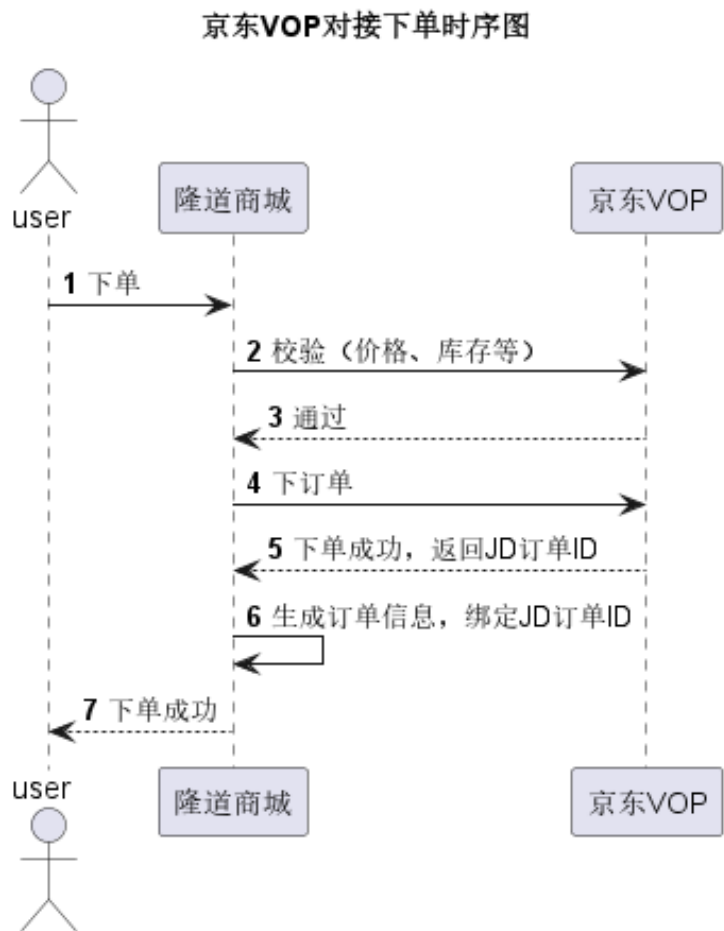 京东VOP对接下单时序图
user
隆道商城
京东VOP
1 下单
2 校验（价格、库存等）
3 通过
4 下订单
5 下单成功，返回JD订单ID
6 生成订单信息，绑定JD订单ID
7 下单成功
user
隆道商城
京东VOP